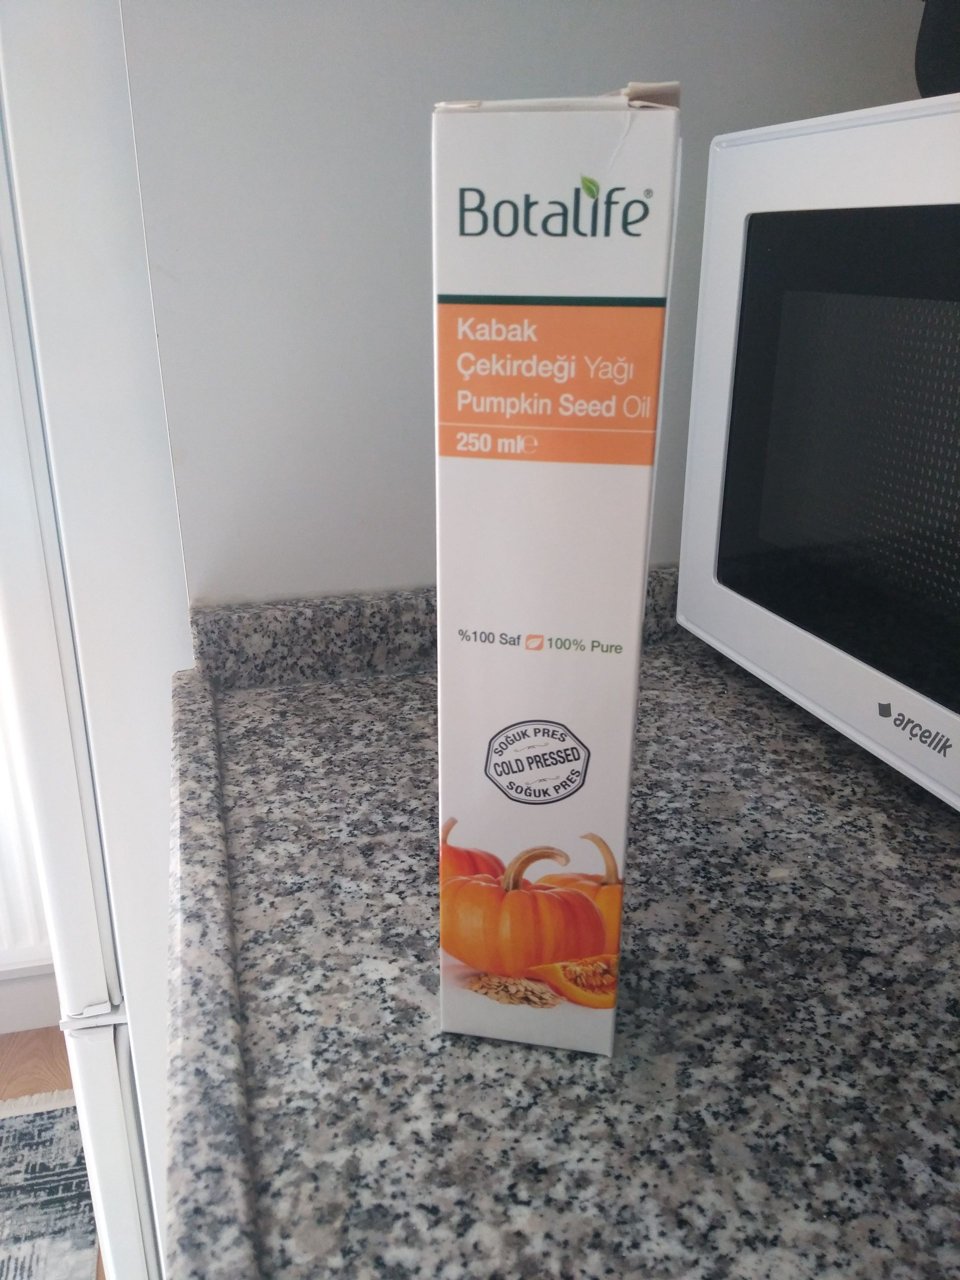 Botalife®
Kabak
Çekirdeği Yağı
Pumpkin Seed Oil
250 ml℮
%100 Saf 100% Pure
SOĞUK PRES
COLD PRESSED
SOĞUK PRES
arçelik